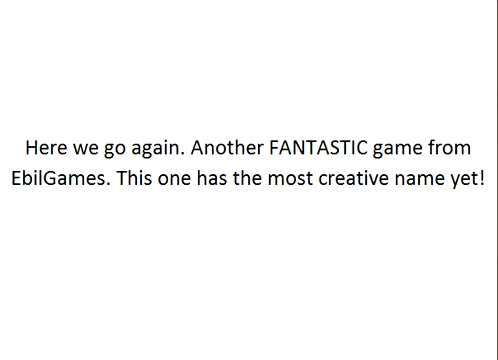 Here we go again. Another FANTASTIC game from
EbilGames. This one has the most creative name yet!